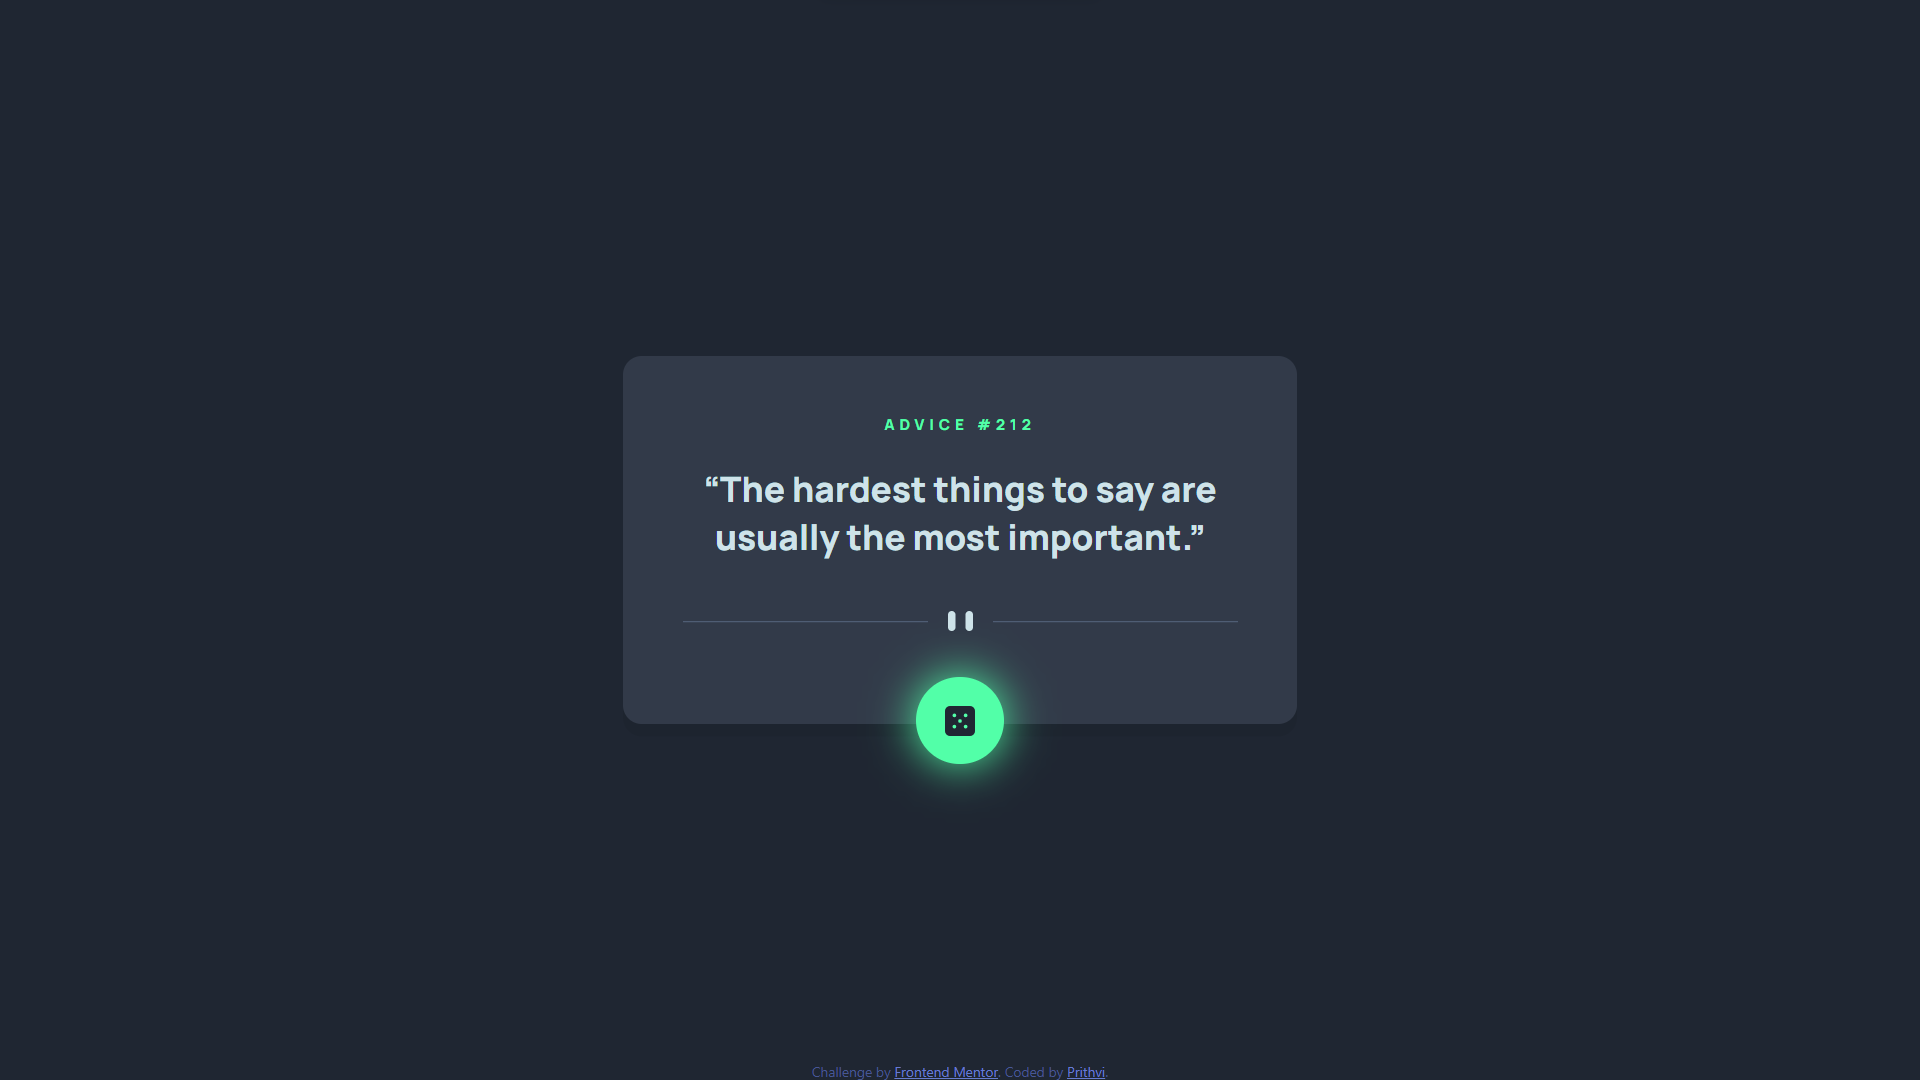 ADVICE #212
“The hardest things to say are
usually the most important.”
Challenge by Frontend Mentor. Coded by Prithvi.